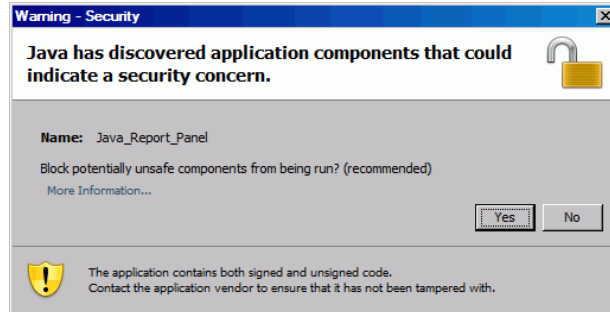 Warning - Security
Java has discovered application components that could
indicate a security concern.
Name: Java_Report_Panel
Block potentially unsafe components from being run? (recommended)
More Information...
Yes No
The application contains both signed and unsigned code.
Contact the application vendor to ensure that it has not been tampered with.